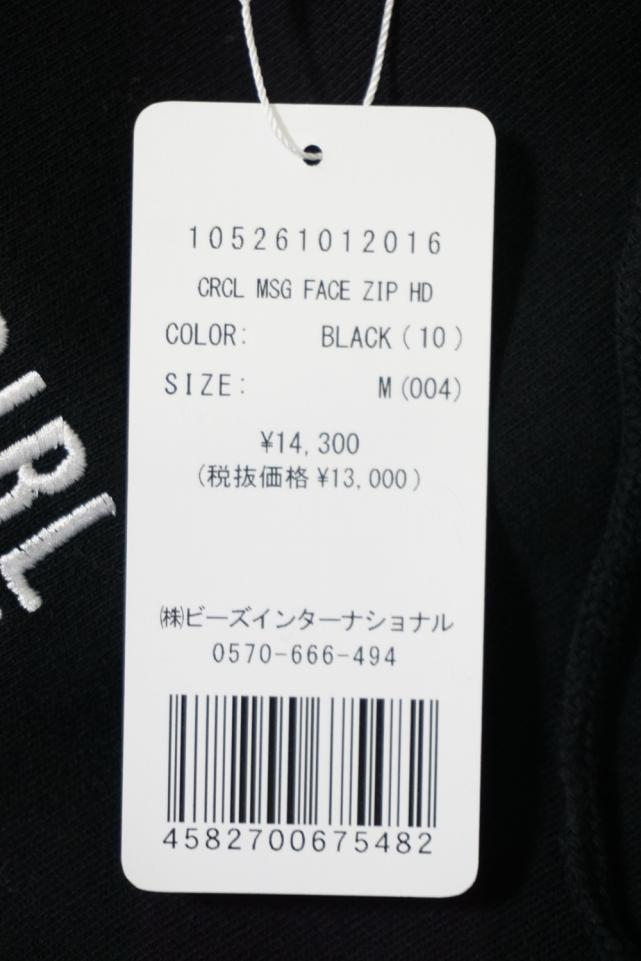 105261012016
CRCL MSG FACE ZIP HD
COLOR: BLACK(10)
SIZE: M(004)
¥14,300
(税抜価格 ¥13,000)
㈱ビーズインターナショナル
0570-666-494
4582700675482
IRL